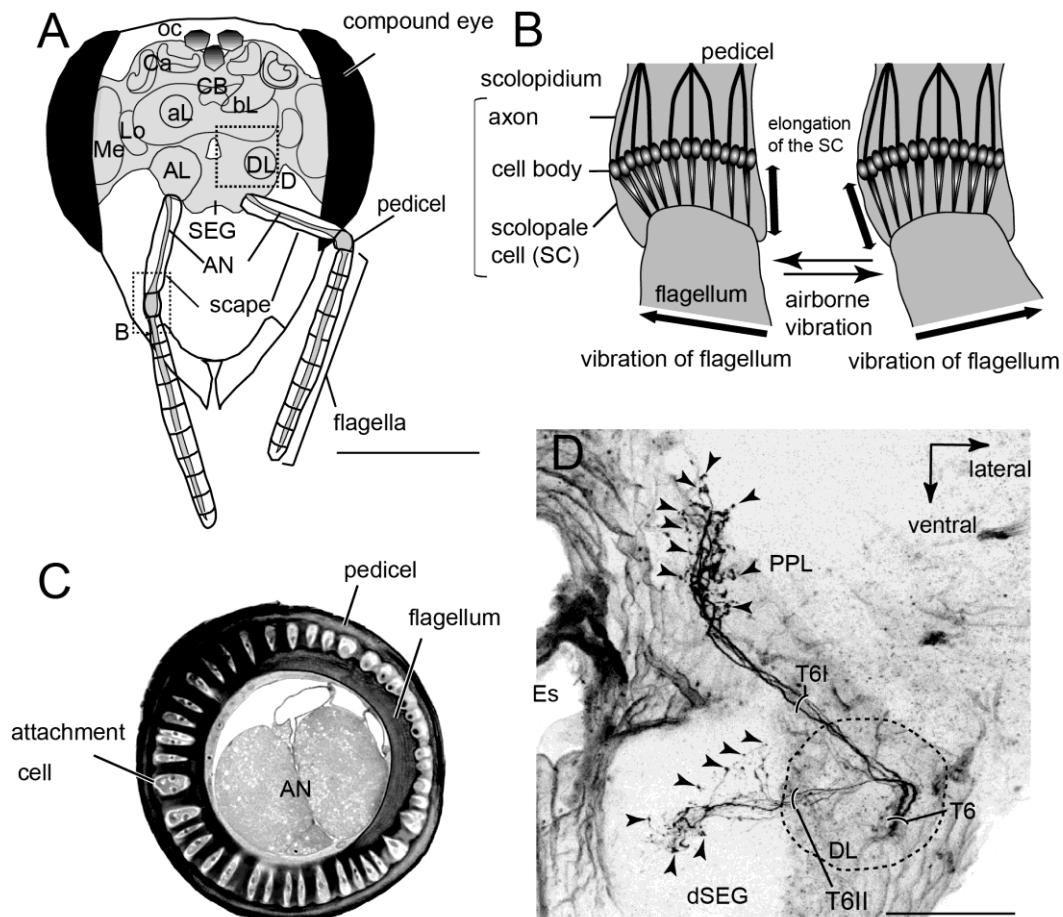 A
oc
compound eye
Ca
CB
aL
bL
Lo
Me
AL
DL
D
pedicel
SEG
AN
scape
B
flagella
B
pedicel
scolopidium
axon
cell body
scolopale
cell (SC)
elongation
of the SC
flagellum
airborne
vibration
vibration of flagellum
vibration of flagellum
C
pedicel
flagellum
attachment
cell
AN
D
lateral
ventral
PPL
T6I
Es
T6
DL
dSEG
T6II